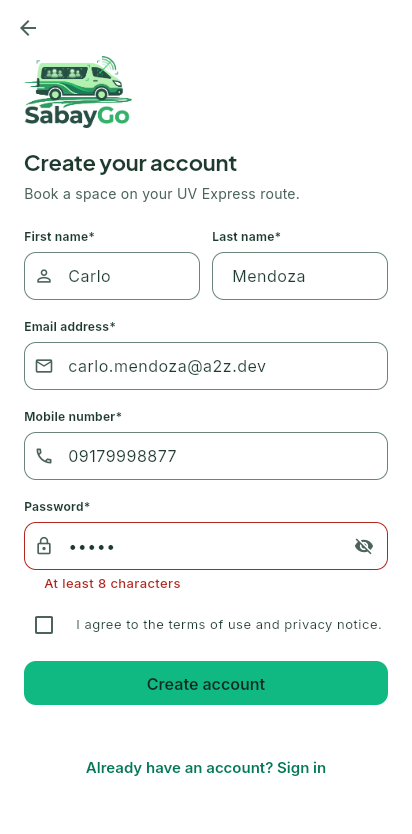 SabayGo
Create your account
Book a space on your UV Express route.
First name* Last name*
Carlo Mendoza
Email address*
carlo.mendoza@a2z.dev
Mobile number*
09179998877
Password*
•••••
At least 8 characters
I agree to the terms of use and privacy notice.
Create account
Already have an account? Sign in